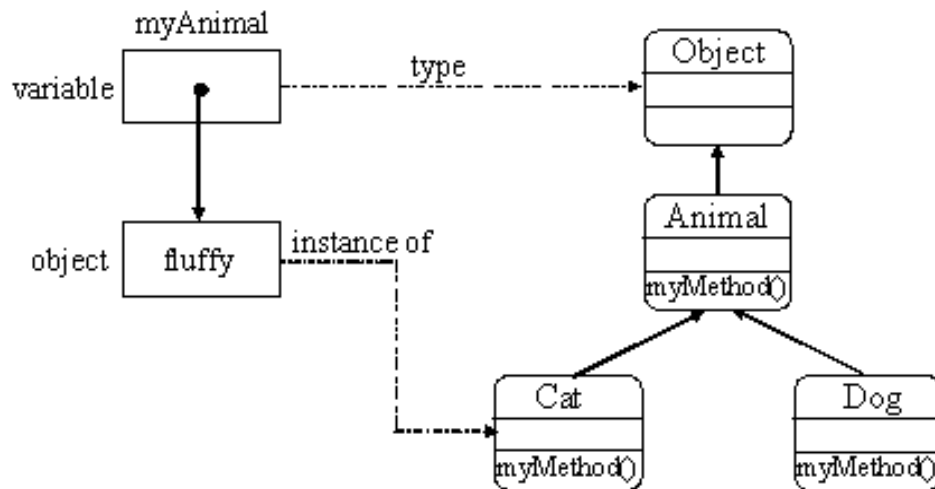 myAnimal
variable
type
Object
object
fluffy
instance of
Animal
myMethod()
Cat
myMethod()
Dog
myMethod()